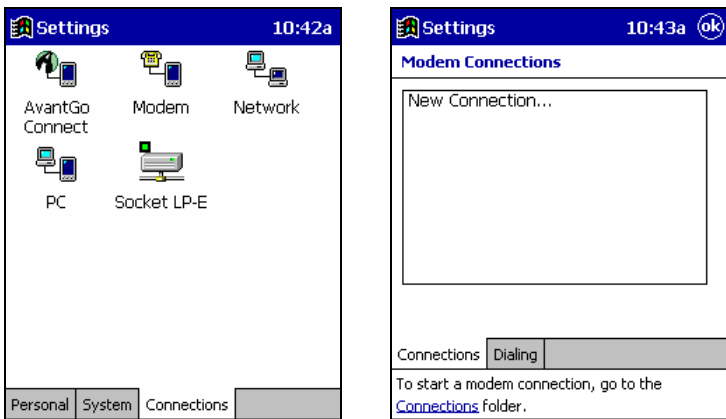 Settings 10:42a
AvantGo Modem Network
Connect
PC Socket LP-E
Personal System Connections
Settings 10:43a ok
Modem Connections
New Connection...
Connections Dialing
To start a modem connection, go to the
Connections folder.